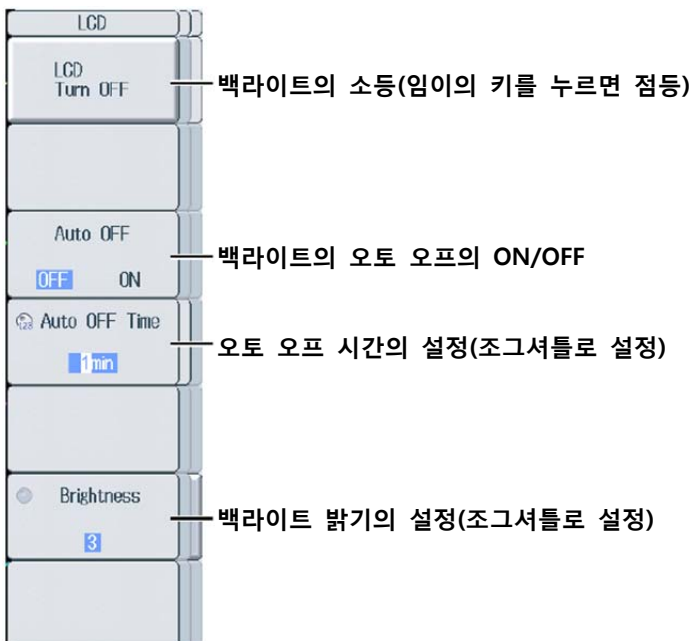 LCD
LCD
Turn OFF
백라이트의 소등(임의의 키를 누르면 점등)
Auto OFF
OFF ON
백라이트의 오토 오프의 ON/OFF
123 Auto OFF Time
1min
오토 오프 시간의 설정(조그셔틀로 설정)
Brightness
3
백라이트 밝기의 설정(조그셔틀로 설정)